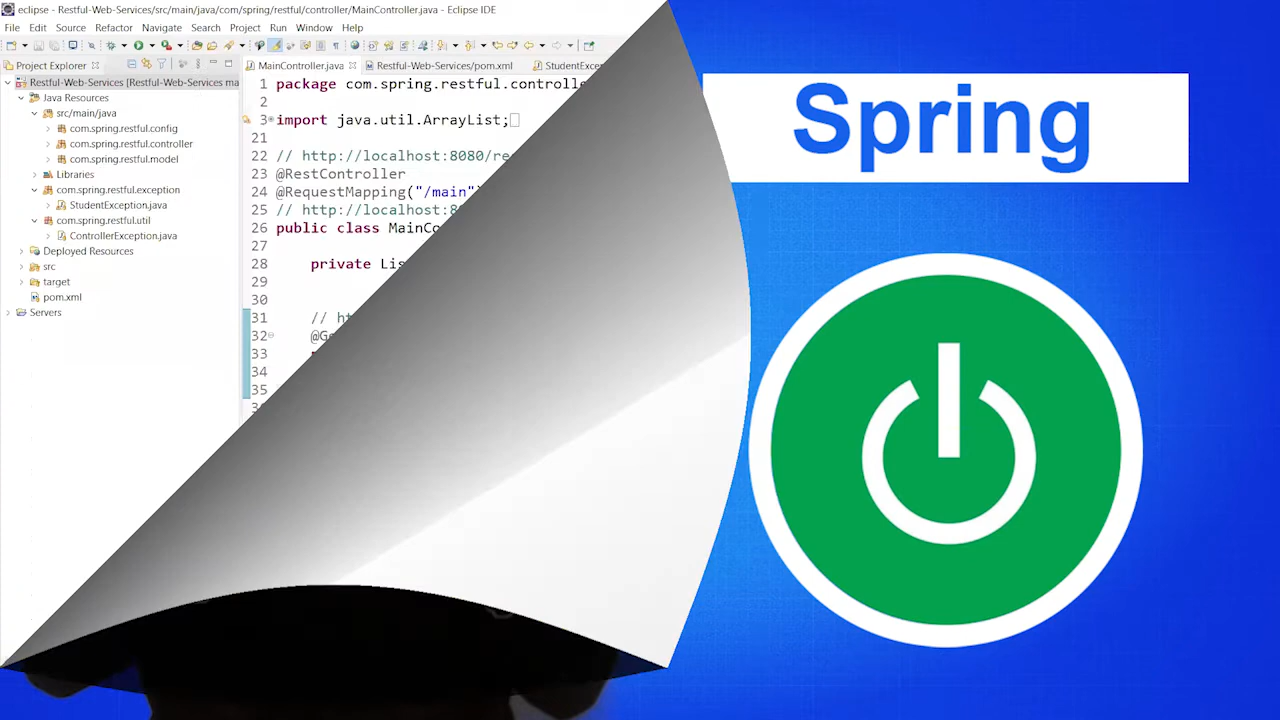 eclipse - Restful-Web-Services/src/main/java/com/spring/restful/controller/MainController.java - Eclipse IDE
File Edit Source Refactor Navigate Search Project Run Window Help
Project Explorer
MainController.java
Restful-Web-Services/pom.xml
Restful-Web-Services [Restful-Web-Services
Java Resources
src/main/java
com.spring.restful.config
com.spring.restful.controller
com.spring.restful.model
Libraries
com.spring.restful.exception
StudentException.java
com.spring.restful.util
ControllerException.java
Deployed Resources
src
target
pom.xml
Servers
1 package com.spring.restful.controlle
2
3 import java.util.ArrayList;
21
22 // http://localhost:8080/re
23 @RestController
24 @RequestMapping("/main")
25 // http://localhost:8
26 public class MainCo
27
28 private Lis
29
30
31 // ht
32 @Ge
33
34
35
Spring